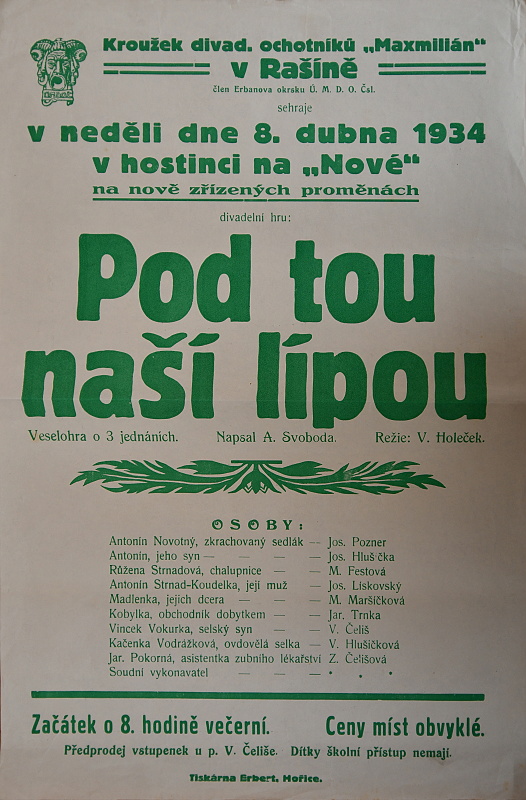 Kroužek divad. ochotníků „Maxmilián"
v Rašíně
člen Erbanova okrsku Ú. M. D. O. Čsl.
sehraje
v neděli dne 8. dubna 1934
v hostinci na „Nové"
na nově zřízených proměnách
divadelní hru:
Pod tou
naší lípou
Veselohra o 3 jednáních. Napsal A. Svoboda. Režie: V. Holeček.
OSOBY:
Antonín Novotný, zkrachovaný sedlák — Jos. Pozner
Antonín, jeho syn — — — Jos. Hlušička
Růžena Strnadová, chalupnice — — M. Festová
Antonín Strnad-Koudelka, její muž — Jos. Lískovský
Madlenka, jejich dcera — — — M. Maršíčková
Kobylka, obchodník dobytkem — — Jar. Trnka
Vincek Vokurka, selský syn — — V. Čeliš
Kačenka Vodrážková, ovdovělá selka — V. Hlušičková
Jar. Pokorná, asistentka zubního lékařství Z. Čelišová
Soudní vykonavatel — — — * * *
Začátek o 8. hodině večerní. Ceny míst obvyklé.
Předprodej vstupenek u p. V. Čeliše. Dítky školní přístup nemají.
Tiskárna Erbert, Hořice.